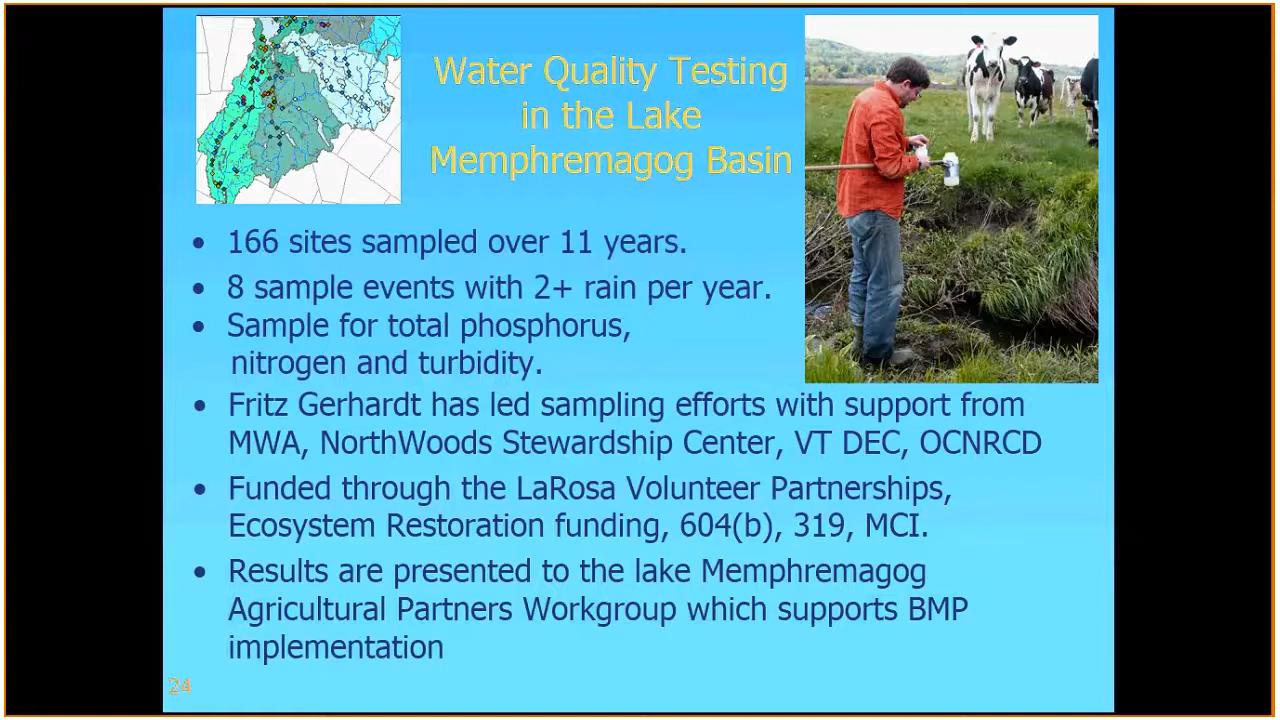 Water Quality Testing
in the Lake
Memphremagog Basin
• 166 sites sampled over 11 years.
• 8 sample events with 2+ rain per year.
• Sample for total phosphorus,
nitrogen and turbidity.
• Fritz Gerhardt has led sampling efforts with support from
MWA, NorthWoods Stewardship Center, VT DEC, OCNRCD
• Funded through the LaRosa Volunteer Partnerships,
Ecosystem Restoration funding, 604(b), 319, MCI.
• Results are presented to the lake Memphremagog
Agricultural Partners Workgroup which supports BMP
implementation
24